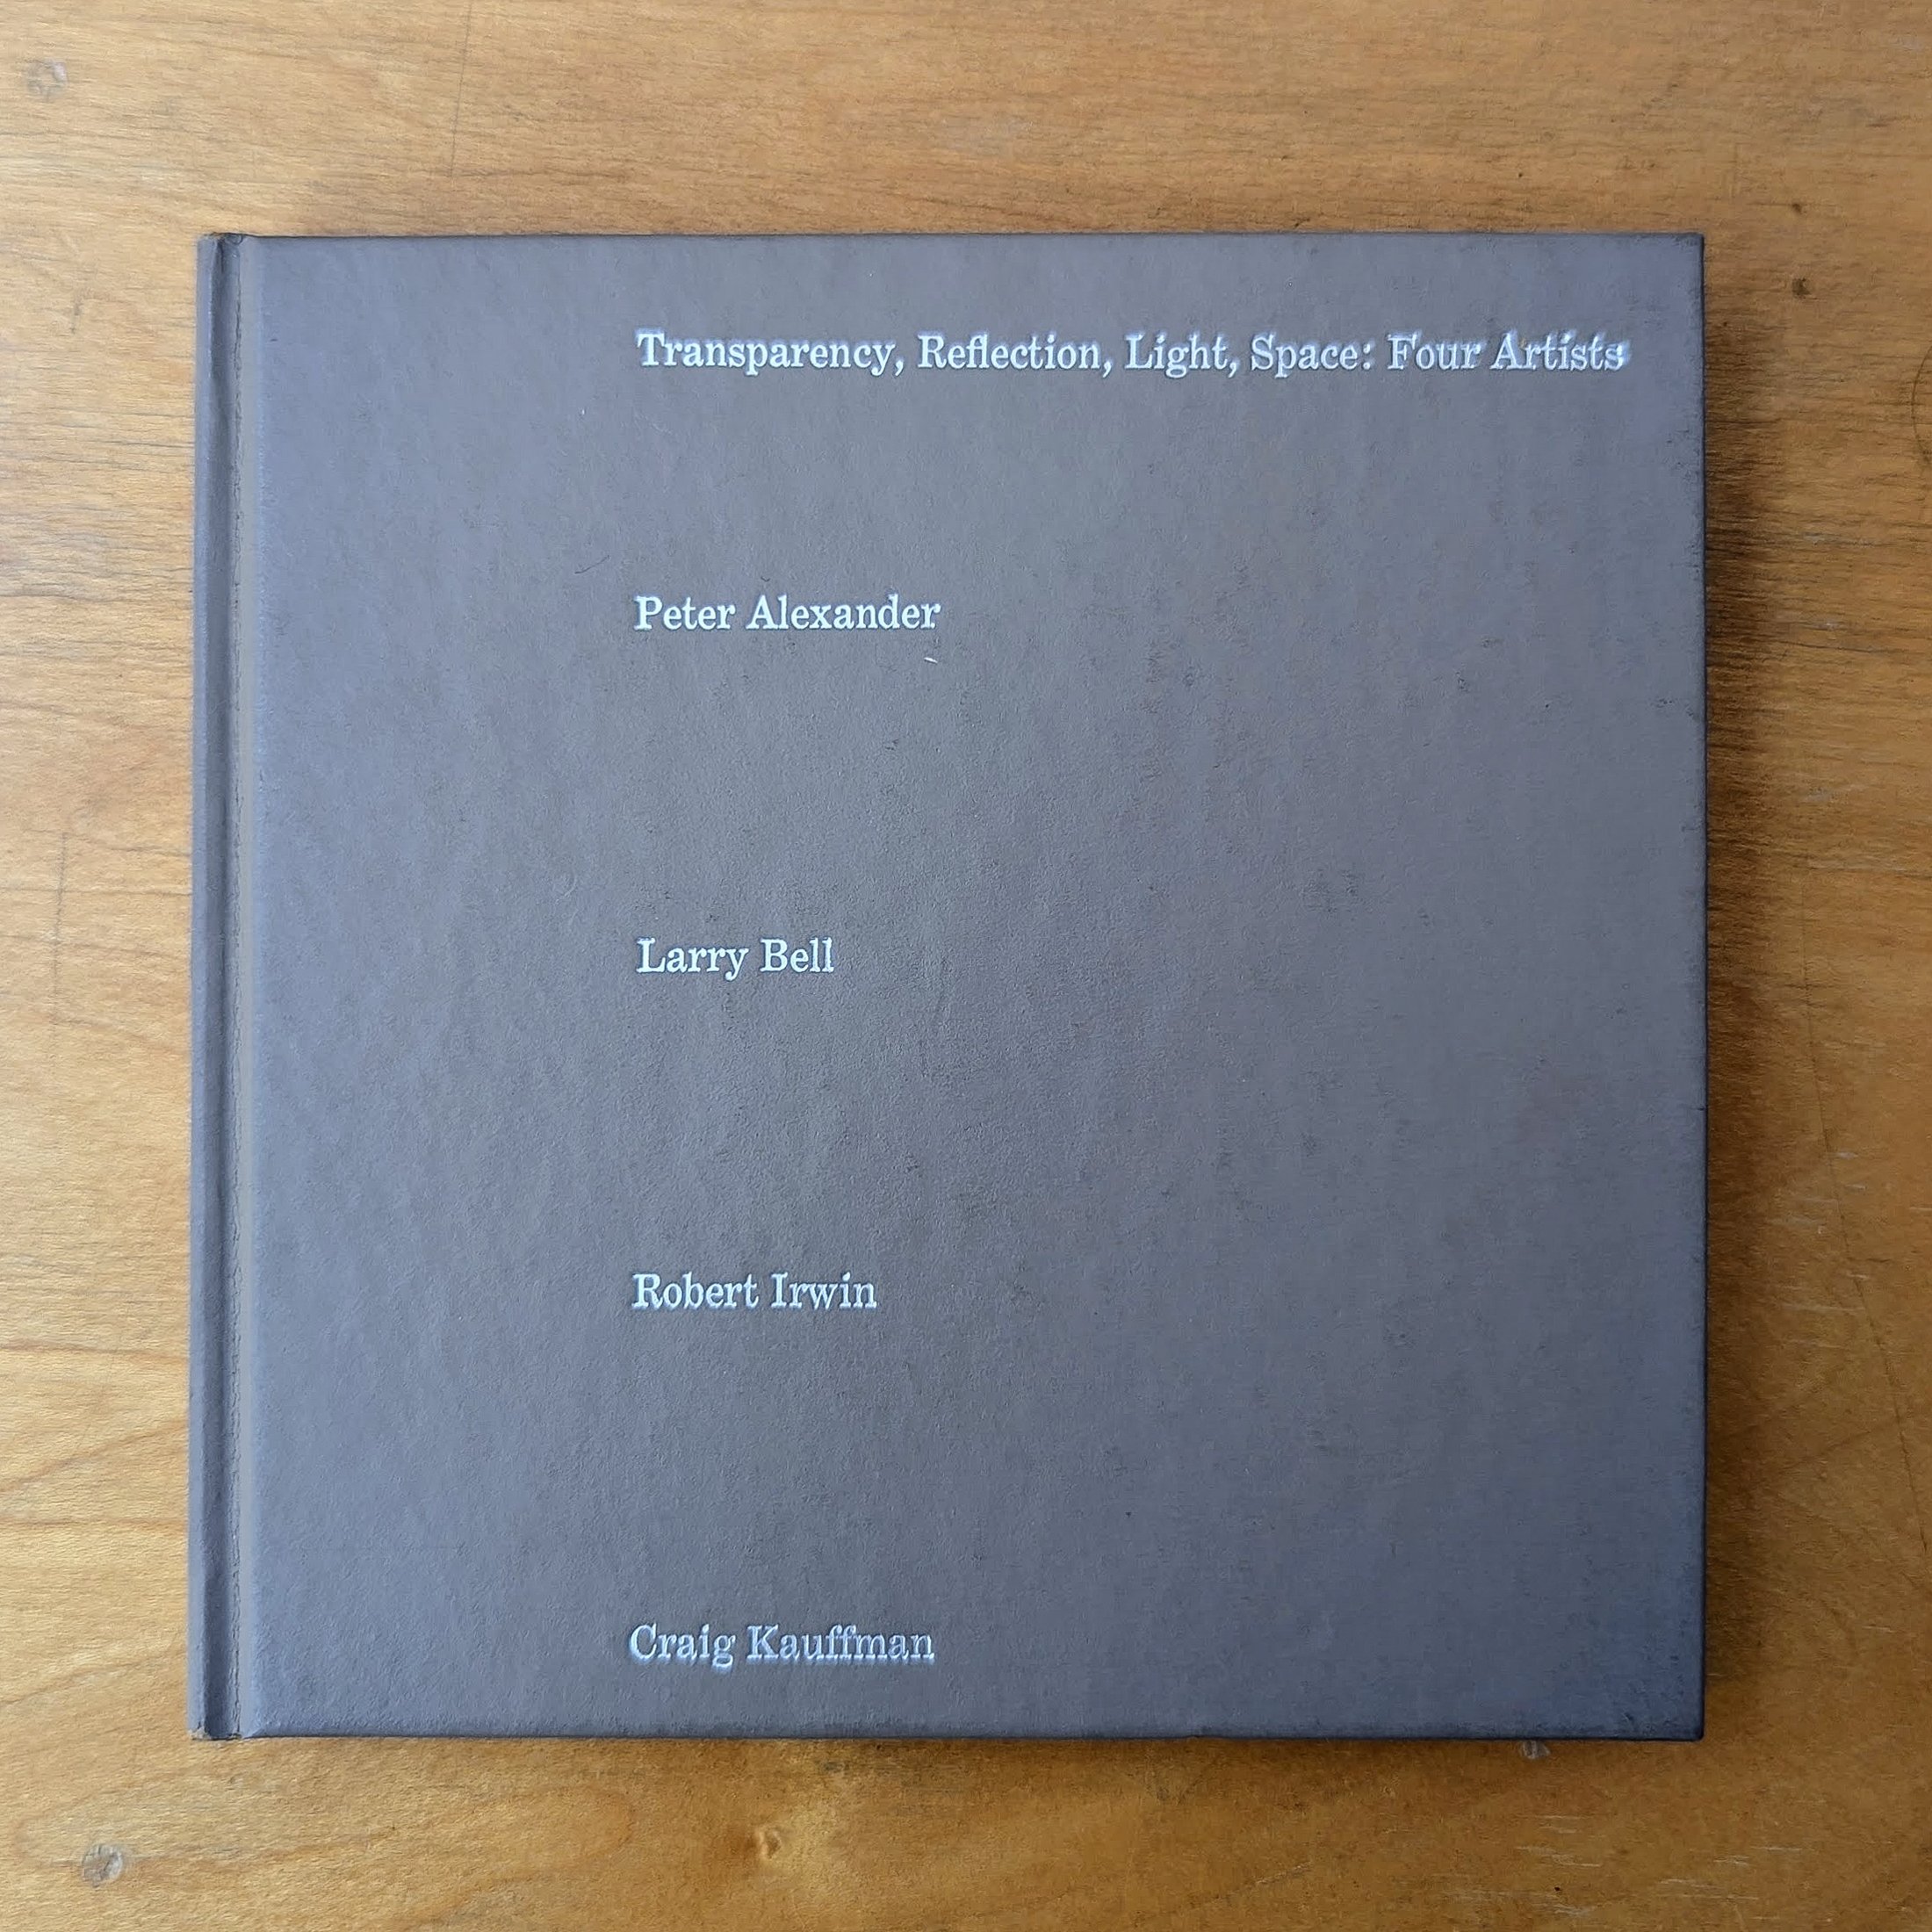 Transparency, Reflection, Light, Space: Four Artists
Peter Alexander
Larry Bell
Robert Irwin
Craig Kauffman